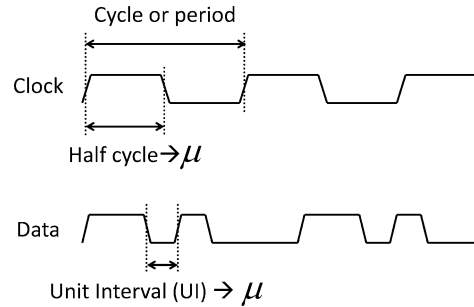 Cycle or period
Clock
Half cycle→μ
Data
Unit Interval (UI) → μ